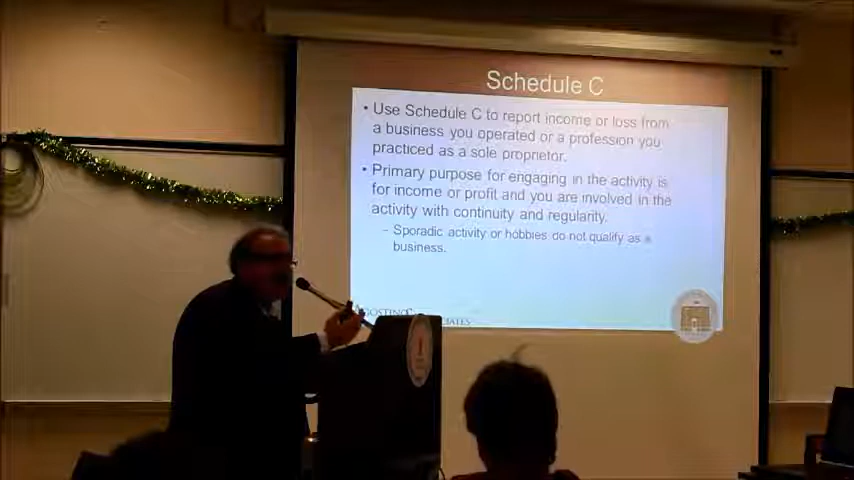 Schedule C
• Use Schedule C to report income or loss from
a business you operated or a profession you
practiced as a sole proprietor.
• Primary purpose for engaging in the activity is
for income or profit and you are involved in the
activity with continuity and regularity.
– Sporadic activity or hobbies do not qualify as a
business.